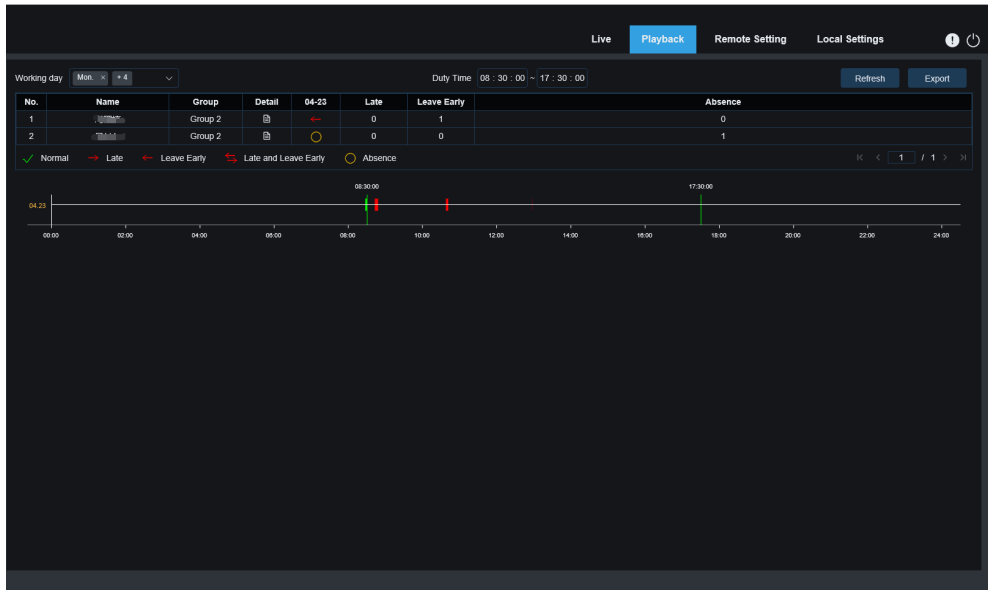 Live Playback Remote Setting Local Settings
Working day Mon. × + 4 Duty Time 08 : 30 : 00 ~ 17 : 30 : 00 Refresh Export
No. Name Group Detail 04-23 Late Leave Early Absence
1 Group 2 0 1 0
2 Group 2 0 0 1
Normal Late Leave Early Late and Leave Early Absence 1 / 1
08:30:00 17:30:00
04.23
00:00 02:00 04:00 06:00 08:00 10:00 12:00 14:00 16:00 18:00 20:00 22:00 24:00